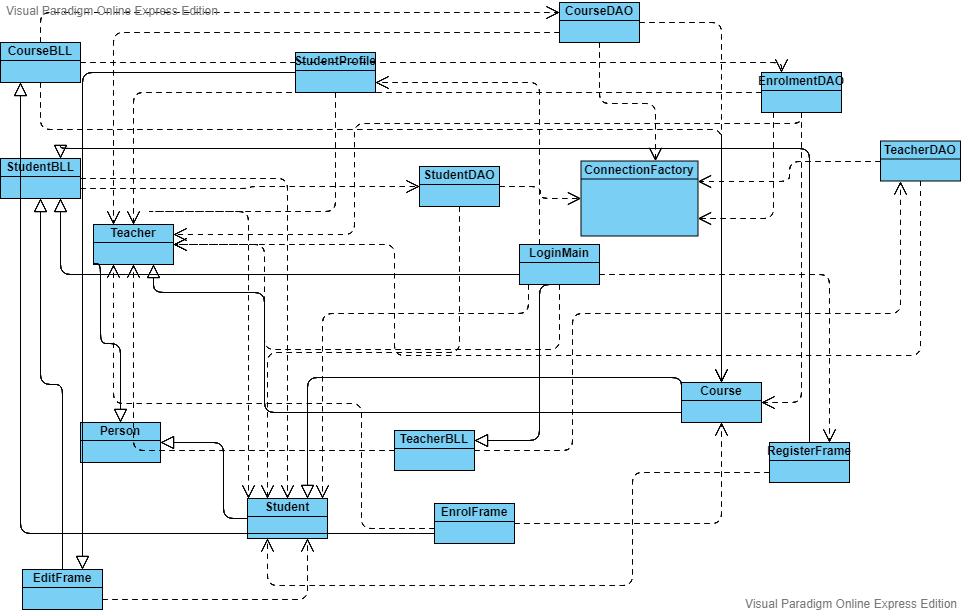 Visual Paradigm Online Express Edition
CourseDAO
CourseBLL
StudentProfile
EnrolmentDAO
TeacherDAO
StudentBLL
StudentDAO
ConnectionFactory
Teacher
LoginMain
Course
Person
TeacherBLL
RegisterFrame
Student
EnrolFrame
EditFrame
Visual Paradigm Online Express Edition